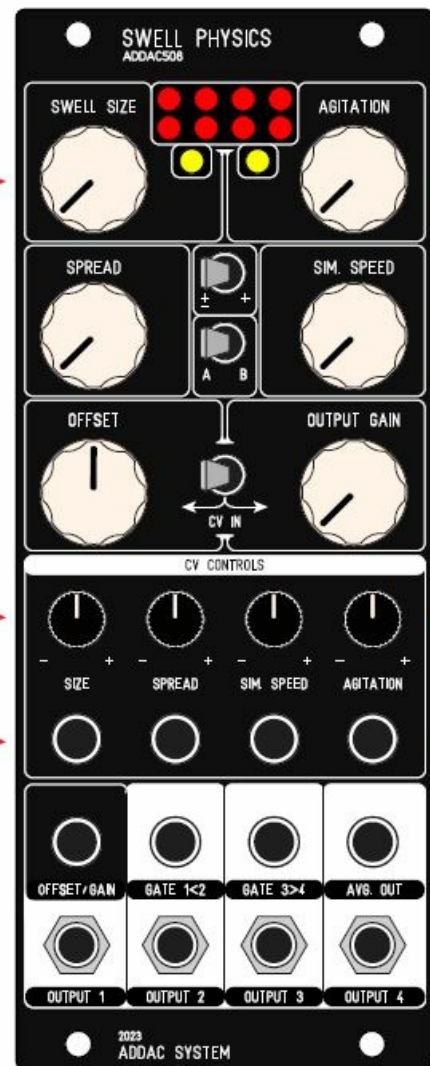 SWELL PHYSICS
ADDAC508
SWELL SIZE
AGITATION
SPREAD
SIM. SPEED
± +
A B
OFFSET
OUTPUT GAIN
CV IN
CV CONTROLS
- + - + - + - +
SIZE SPREAD SIM. SPEED AGITATION
OFFSET/GAIN GATE 1<2 GATE 3>4 AVG. OUT
OUTPUT 1 OUTPUT 2 OUTPUT 3 OUTPUT 4
2023
ADDAC SYSTEM